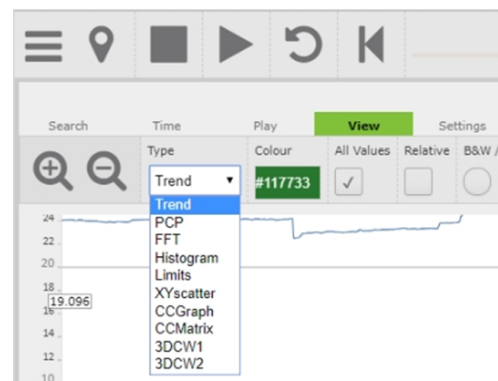 Search Time Play View Settings
Type Colour All Values Relative B&W /
Trend #117733
Trend
PCP
FFT
Histogram
Limits
XYscatter
CCGraph
CCMatrix
3DCW1
3DCW2
24
22
20
18
19.096
16
14
12
10